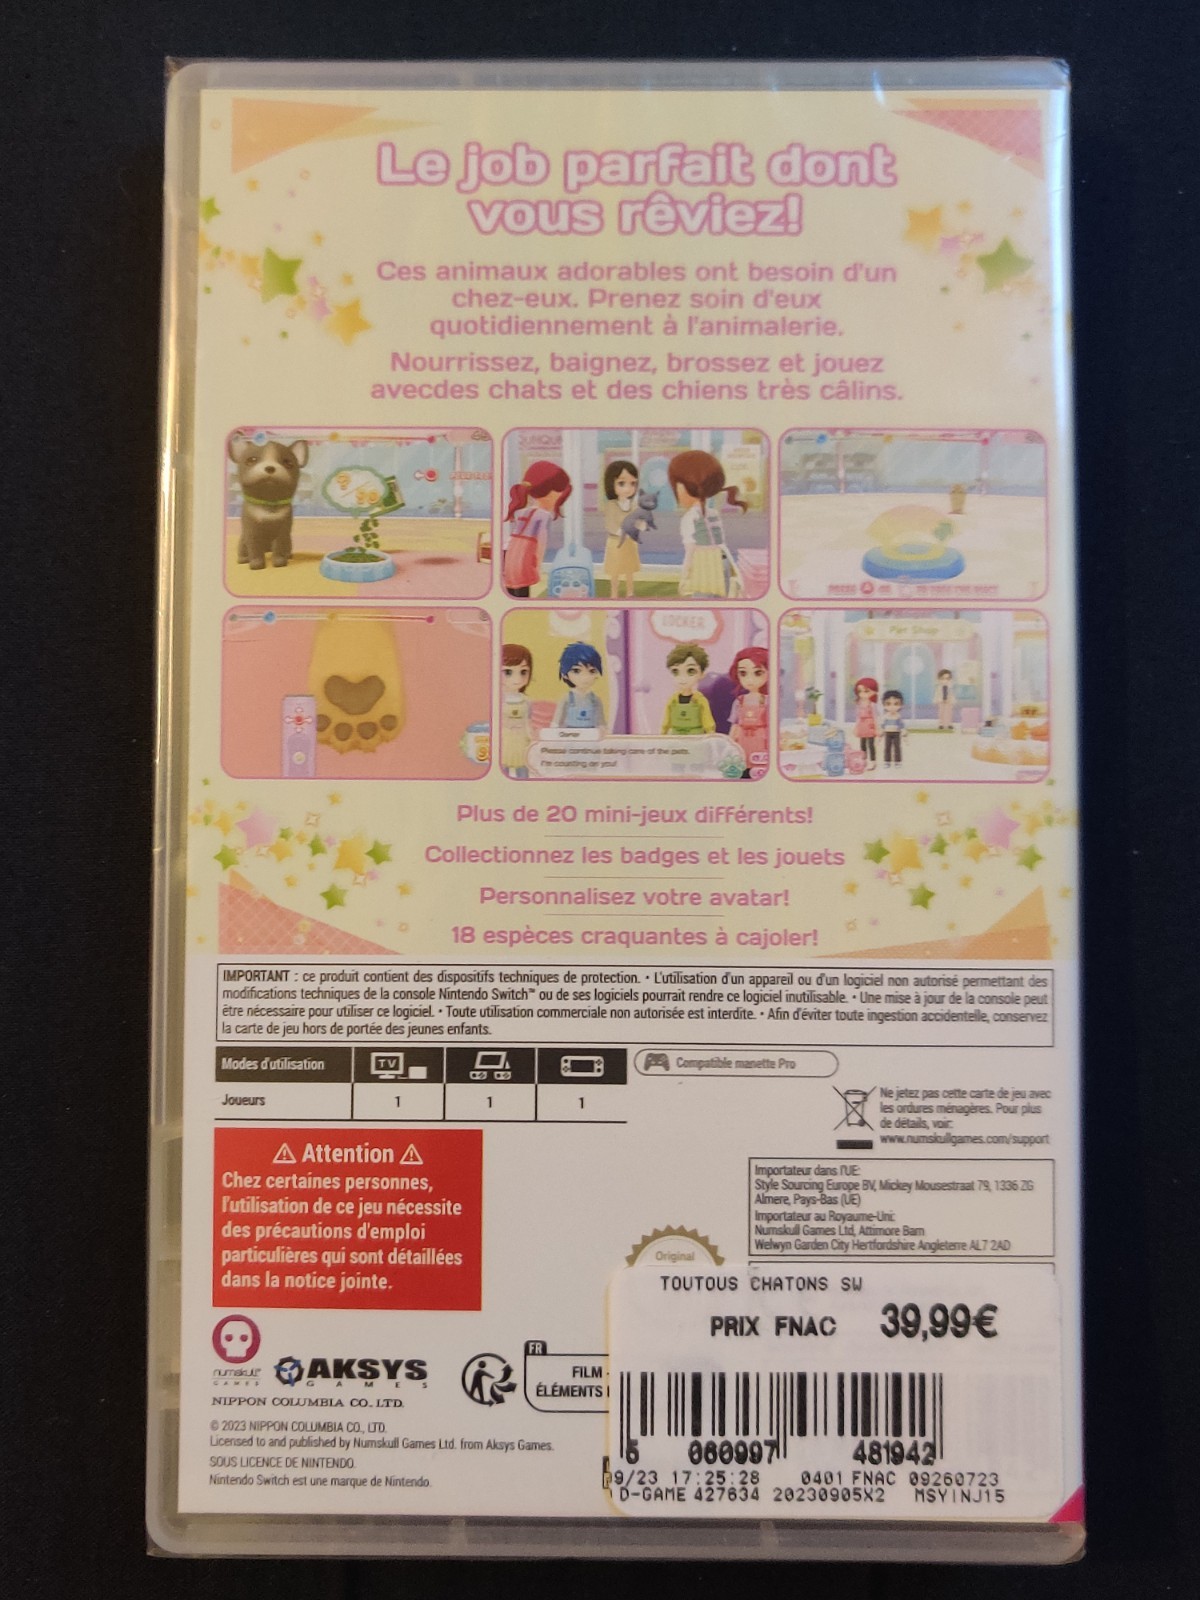 Le job parfait dont
vous rêviez!
Ces animaux adorables ont besoin d'un
chez-eux. Prenez soin d'eux
quotidiennement à l'animalerie.
Nourrissez, baignez, brossez et jouez
avecdes chats et des chiens très câlins.
LOCKER
Pet Shop
Owner
Please continue taking care of the pets.
I'm counting on you!
Plus de 20 mini-jeux différents!
Collectionnez les badges et les jouets
Personnalisez votre avatar!
18 espèces craquantes à cajoler!
IMPORTANT : ce produit contient des dispositifs techniques de protection. • L'utilisation d'un appareil ou d'un logiciel non autorisé permettant des
modifications techniques de la console Nintendo Switch™ ou de ses logiciels pourrait rendre ce logiciel inutilisable. • Une mise à jour de la console peut
être nécessaire pour utiliser ce logiciel. • Toute utilisation commerciale non autorisée est interdite. • Afin d'éviter toute ingestion accidentelle, conservez
la carte de jeu hors de portée des jeunes enfants.
Modes d'utilisation TV
Compatible manette Pro
Joueurs 1 1 1
Ne jetez pas cette carte de jeu avec
les ordures ménagères. Pour plus
de détails, voir:
www.numskullgames.com/support
⚠ Attention ⚠
Chez certaines personnes,
l'utilisation de ce jeu nécessite
des précautions d'emploi
particulières qui sont détaillées
dans la notice jointe.
Importateur dans l'UE:
Style Sourcing Europe BV, Mickey Mousestraat 79, 1336 ZG
Almere, Pays-Bas (UE)
Importateur au Royaume-Uni:
Numskull Games Ltd, Attimore Barn
Welwyn Garden City Hertfordshire Angleterre AL7 2AD
Original
TOUTOUS CHATONS SW
PRIX FNAC 39,99€
5 060997 481942
9/23 17:25:28 0401 FNAC 09260723
D-GAME 427634 20230905X2 MSYINJ15
numskull
GAMES
AKSYS
GAMES
FR
FILM
ÉLÉMENTS
NIPPON COLUMBIA CO., LTD.
© 2023 NIPPON COLUMBIA CO., LTD.
Licensed to and published by Numskull Games Ltd. from Aksys Games.
SOUS LICENCE DE NINTENDO.
Nintendo Switch est une marque de Nintendo.